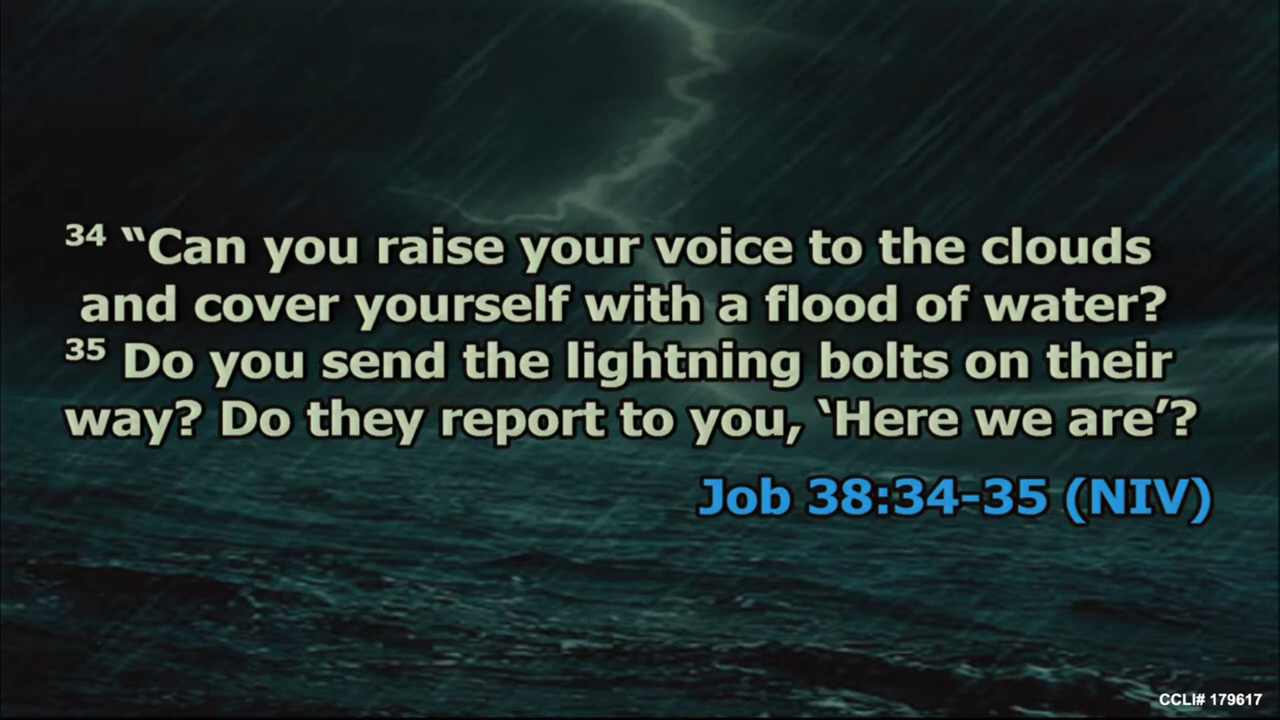 34 “Can you raise your voice to the clouds
and cover yourself with a flood of water?
35 Do you send the lightning bolts on their
way? Do they report to you, ‘Here we are’?
Job 38:34-35 (NIV)
CCLI# 179617